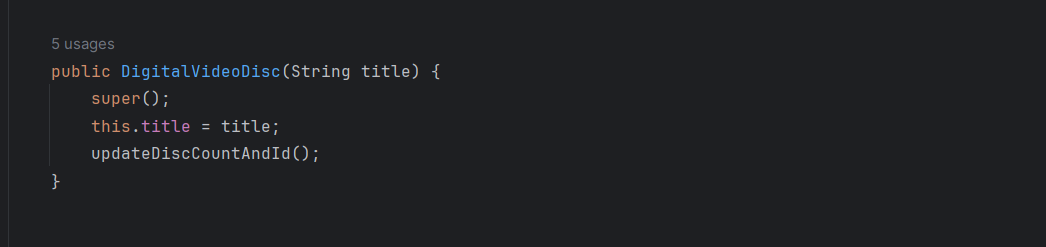 5 usages
public DigitalVideoDisc(String title) {
super();
this.title = title;
updateDiscCountAndId();
}